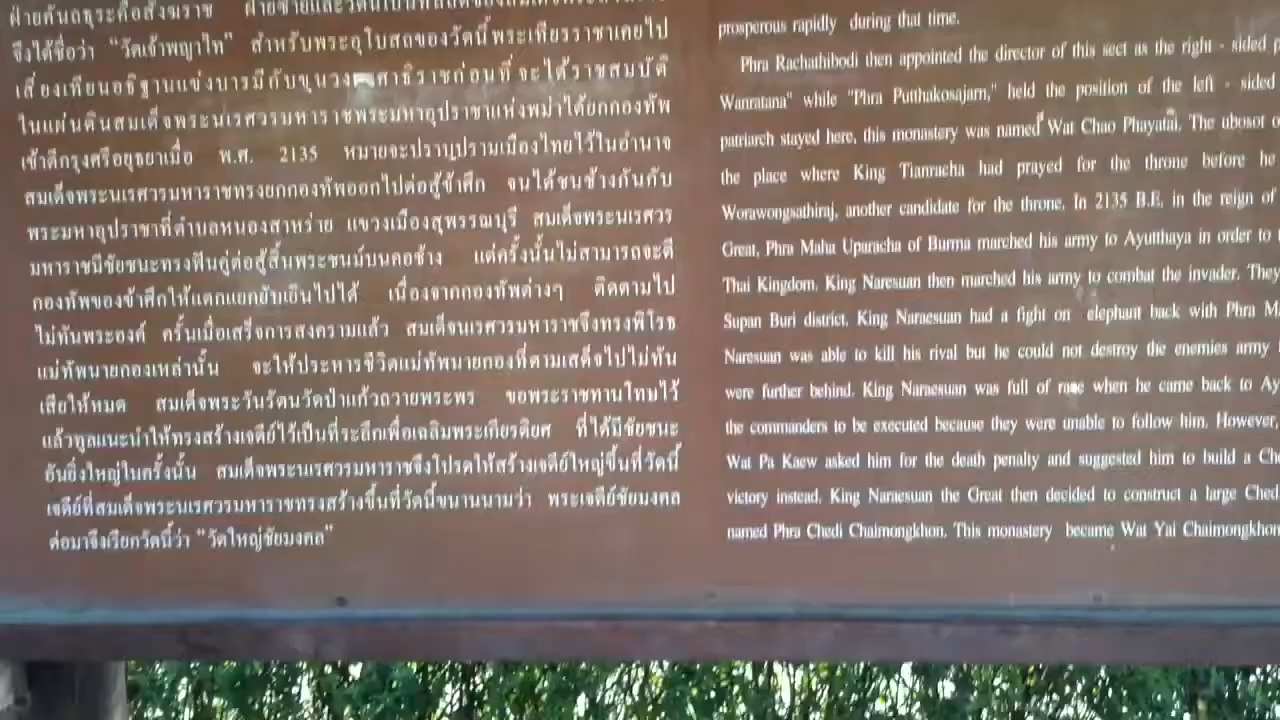 ฝ่ายคันถธุระคือสังฆราช
จึงได้ชื่อว่า “วัดเจ้าพญาไท” สำหรับพระอุโบสถของวัดนี้พระเทียรราชาเคยไป
เสี่ยงเทียนอธิฐานแข่งบารมีกับขุนวรวงศาธิราชก่อนที่จะได้ราชสมบัติ
ในแผ่นดินสมเด็จพระนเรศวรมหาราชพระมหาอุปราชาแห่งพม่าได้ยกกองทัพ
เข้าตีกรุงศรีอยุธยาเมื่อ พ.ศ. 2135 หมายจะปราบปรามเมืองไทยไว้ในอำนาจ
สมเด็จพระนเรศวรมหาราชทรงยกกองทัพออกไปต่อสู้ข้าศึก จนได้ชนช้างกันกับ
พระมหาอุปราชาที่ตำบลหนองสาหร่าย แขวงเมืองสุพรรณบุรี สมเด็จพระนเรศวร
มหาราชมีชัยชนะทรงฟันคู่ต่อสู้สิ้นพระชนม์บนคอช้าง แต่ครั้งนั้นไม่สามารถจะตี
กองทัพของข้าศึกให้แตกแยกยับเยินไปได้ เนื่องจากกองทัพต่างๆ ติดตามไป
ไม่ทันพระองค์ ครั้นเมื่อเสร็จการสงครามแล้ว สมเด็จนเรศวรมหาราชจึงทรงพิโรธ
แม่ทัพนายกองเหล่านั้น จะให้ประหารชีวิตแม่ทัพนายกองที่ตามเสด็จไปไม่ทัน
เสียให้หมด สมเด็จพระวันรัตนวัดป่าแก้วถวายพระพร ขอพระราชทานโทษไว้
แล้วทูลแนะนำให้ทรงสร้างเจดีย์ไว้เป็นที่ระลึกเพื่อเฉลิมพระเกียรติยศ ที่ได้มีชัยชนะ
อันยิ่งใหญ่ในครั้งนั้น สมเด็จพระนเรศวรมหาราชจึงโปรดให้สร้างเจดีย์ใหญ่ขึ้นที่วัดนี้
เจดีย์ที่สมเด็จพระนเรศวรมหาราชทรงสร้างขึ้นที่วัดนี้ขนานนามว่า พระเจดีย์ชัยมงคล
ต่อมาจึงเรียกวัดนี้ว่า “วัดใหญ่ชัยมงคล”
prosperous rapidly during that time.
Phra Rachathibodi then appointed the director of this sect as the right - sided
Wanratana" while "Phra Putthakosajarn," held the position of the left - sided
patriarch stayed here, this monastery was named Wat Chao Phayatai. The ubosot
the place where King Tianracha had prayed for the throne before he
Worawongsathiraj, another candidate for the throne. In 2135 B.E. in the reign of
Great, Phra Maha Uparacha of Burma marched his army to Ayutthaya in order to
Thai Kingdom. King Naresuan then marched his army to combat the invader. They
Supan Buri district. King Naraesuan had a fight on elephant back with Phra
Naresuan was able to kill his rival but he could not destroy the enemies army
were further behind. King Naraesuan was full of rage when he came back to
the commanders to be executed because they were unable to follow him. However,
Wat Pa Kaew asked him for the death penalty and suggested him to build a
victory instead. King Naraesuan the Great then decided to construct a large
named Phra Chedi Chaimongkhon. This monastery became Wat Yai Chaimongkhon